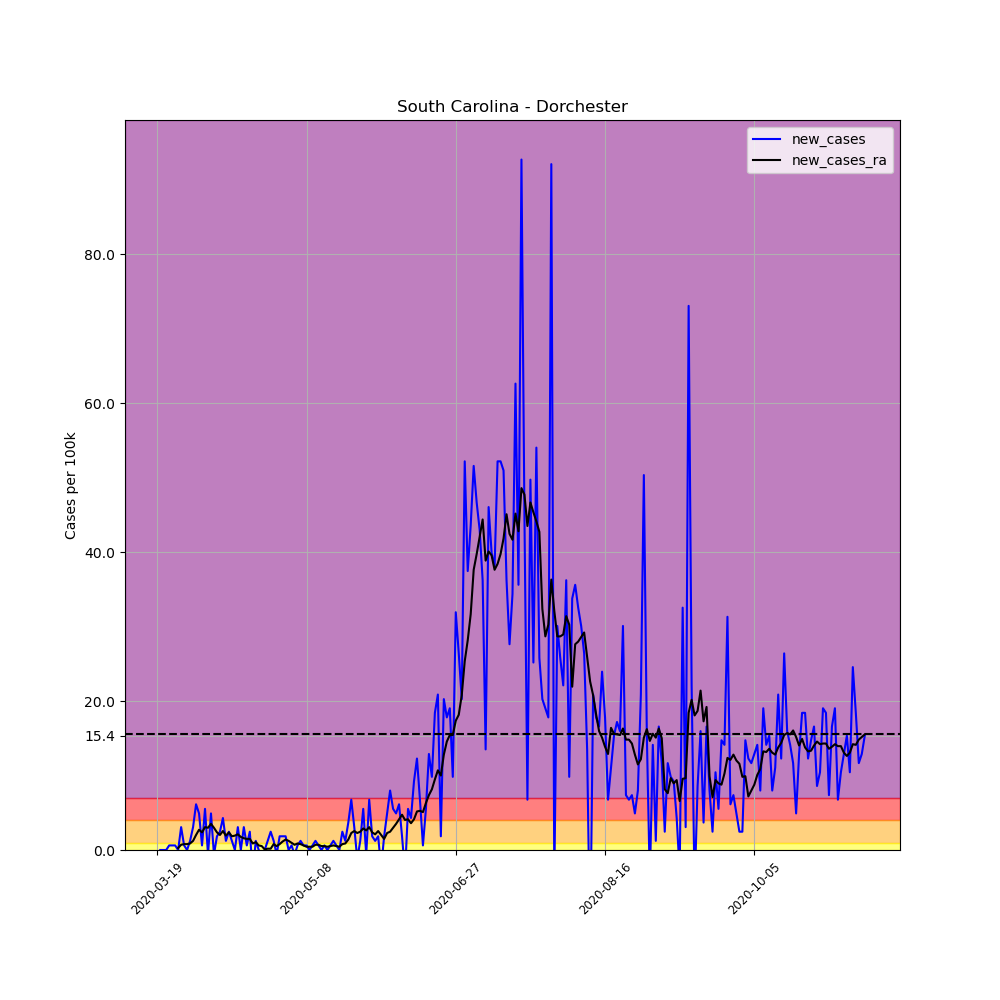 South Carolina - Dorchester
new_cases
new_cases_ra
Cases per 100k
80.0
60.0
40.0
20.0
15.4
0.0
2020-03-19
2020-05-08
2020-06-27
2020-08-16
2020-10-05